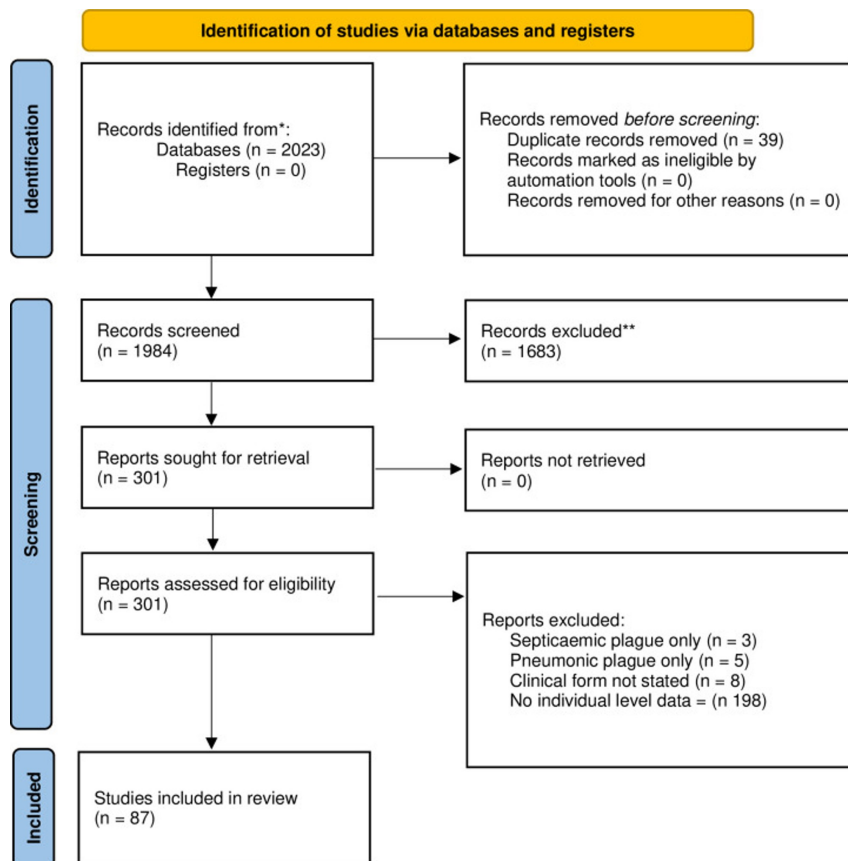 Identification of studies via databases and registers
Identification
Records identified from*:
Databases (n = 2023)
Registers (n = 0)
Records removed before screening:
Duplicate records removed (n = 39)
Records marked as ineligible by
automation tools (n = 0)
Records removed for other reasons (n = 0)
Screening
Records screened
(n = 1984)
Records excluded**
(n = 1683)
Reports sought for retrieval
(n = 301)
Reports not retrieved
(n = 0)
Reports assessed for eligibility
(n = 301)
Reports excluded:
Septicaemic plague only (n = 3)
Pneumonic plague only (n = 5)
Clinical form not stated (n = 8)
No individual level data = (n 198)
Included
Studies included in review
(n = 87)